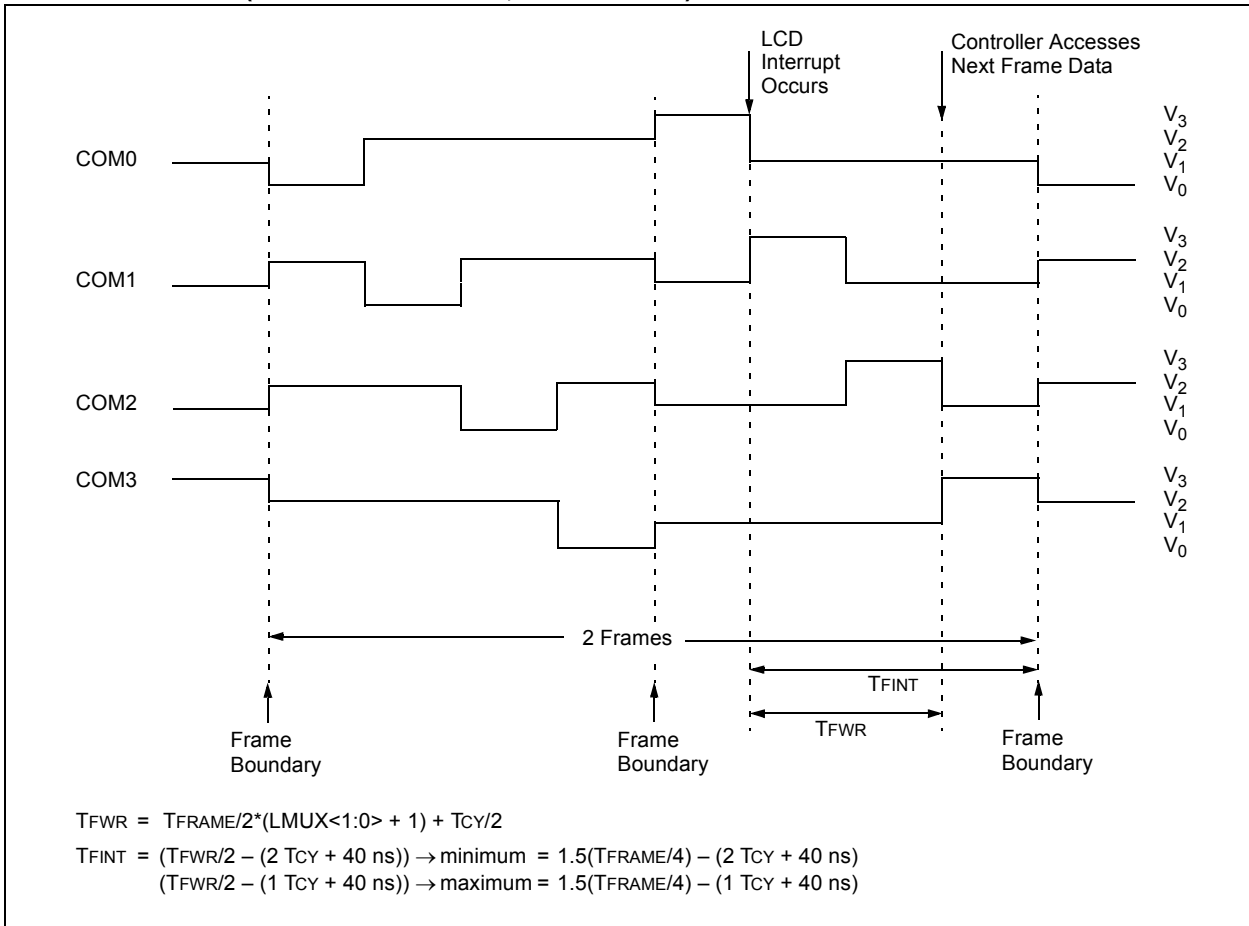 LCD
Interrupt
Occurs
Controller Accesses
Next Frame Data
COM0
V3
V2
V1
V0
COM1
V3
V2
V1
V0
COM2
V3
V2
V1
V0
COM3
V3
V2
V1
V0
2 Frames
TFINT
TFWR
Frame
Boundary
Frame
Boundary
Frame
Boundary
TFWR = TFRAME/2*(LMUX<1:0> + 1) + TCY/2
TFINT = (TFWR/2 – (2 TCY + 40 ns)) → minimum = 1.5(TFRAME/4) – (2 TCY + 40 ns)
(TFWR/2 – (1 TCY + 40 ns)) → maximum = 1.5(TFRAME/4) – (1 TCY + 40 ns)